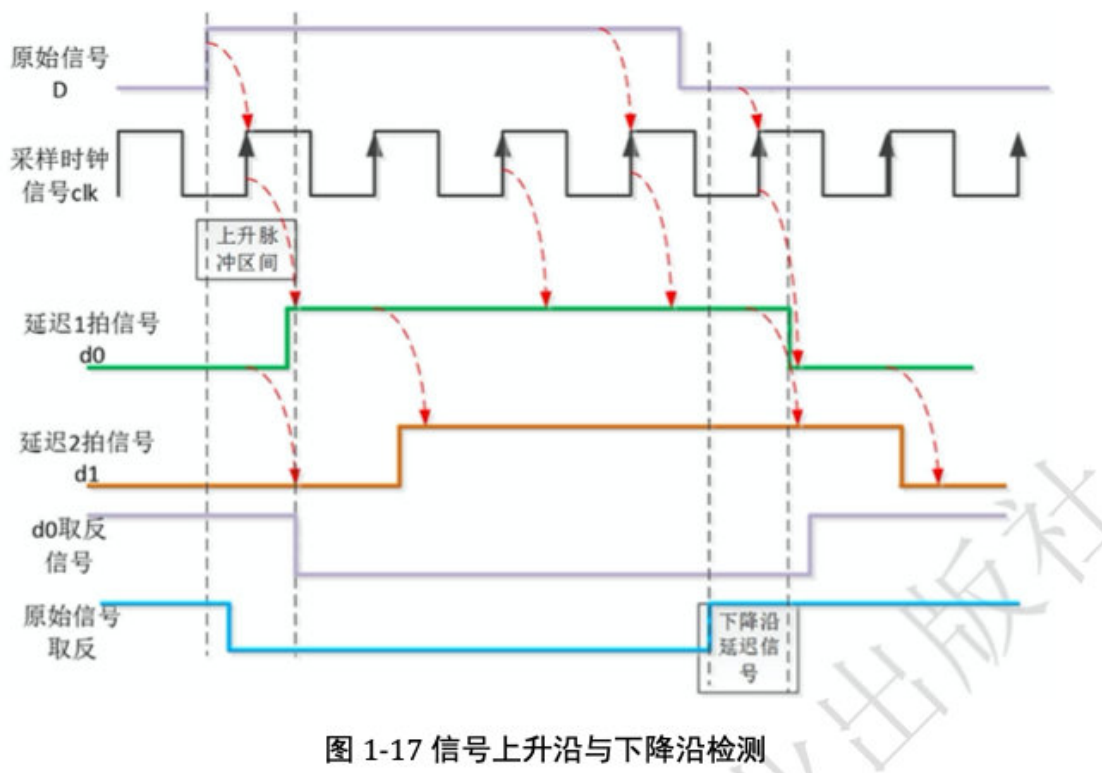 原始信号
D
采样时钟
信号clk
上升脉
冲区间
延迟1拍信号
d0
延迟2拍信号
d1
d0取反
信号
原始信号
取反
下降沿
延迟信
号
图 1-17 信号上升沿与下降沿检测
出版社